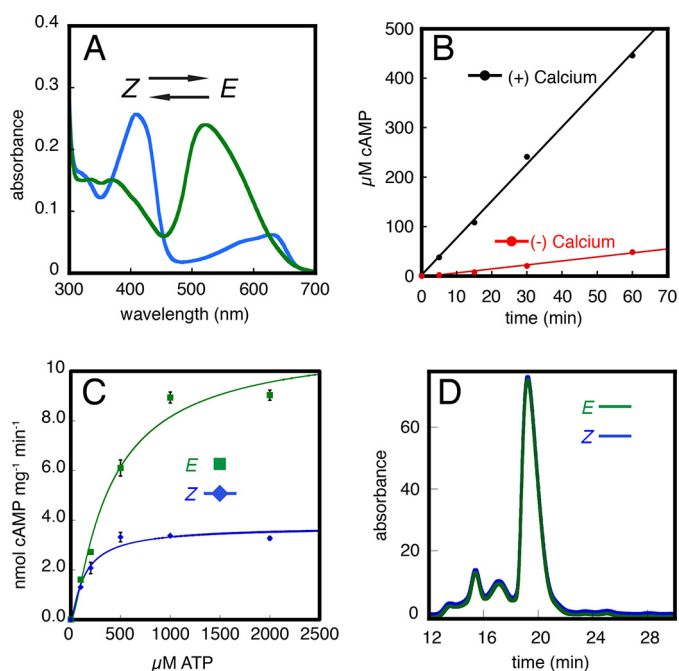 A
Z E
absorbance
0.4
0.3
0.2
0.1
0
300 400 500 600 700
wavelength (nm)
B
(+) Calcium
(-) Calcium
µM cAMP
500
400
300
200
100
0
0 10 20 30 40 50 60 70
time (min)
C
E
Z
nmol cAMP mg-1 min-1
10
8.0
6.0
4.0
2.0
0.0
0 500 1000 1500 2000 2500
µM ATP
D
E
Z
absorbance
60
40
20
0
12 16 20 24 28
time (min)